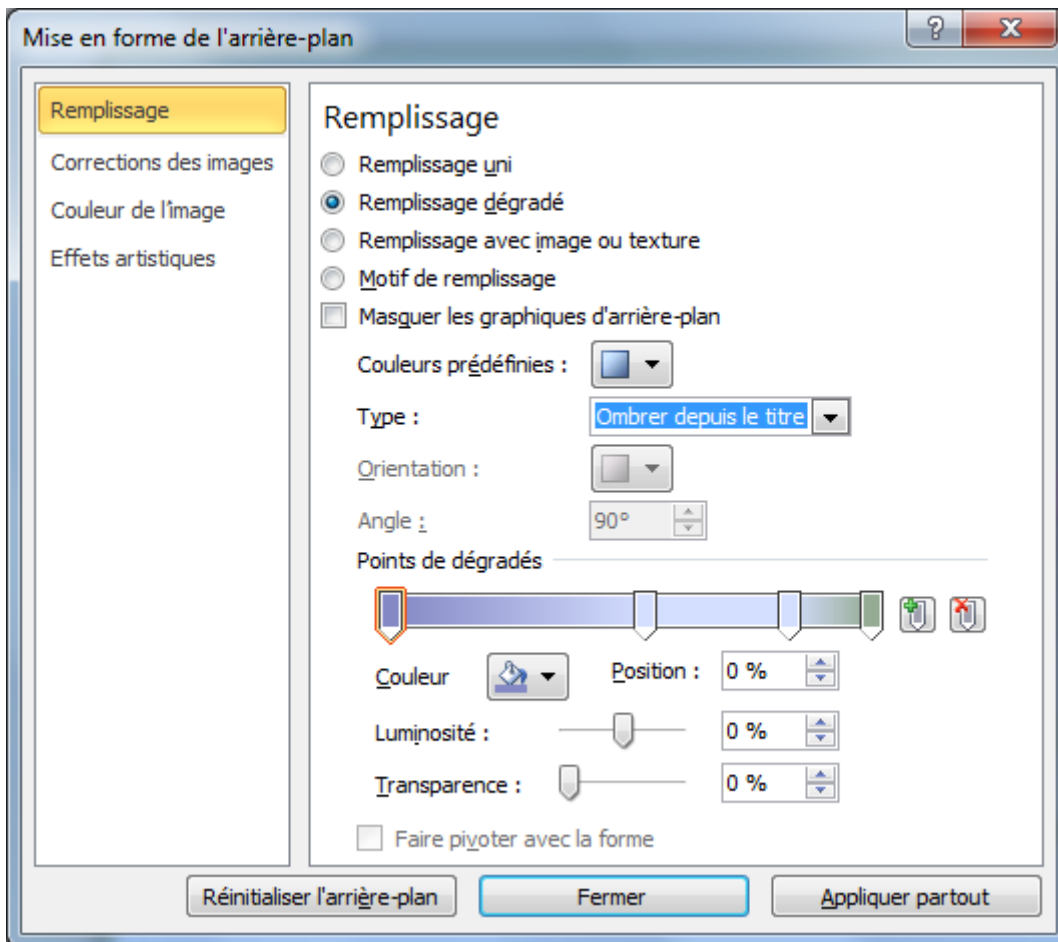 Mise en forme de l'arrière-plan
Remplissage
Corrections des images
Couleur de l'image
Effets artistiques
Remplissage
Remplissage uni
Remplissage dégradé
Remplissage avec image ou texture
Motif de remplissage
Masquer les graphiques d'arrière-plan
Couleurs prédéfinies :
Type : Ombrer depuis le titre
Orientation :
Angle : 90°
Points de dégradés
Couleur Position : 0 %
Luminosité : 0 %
Transparence : 0 %
Faire pivoter avec la forme
Réinitialiser l'arrière-plan Fermer Appliquer partout